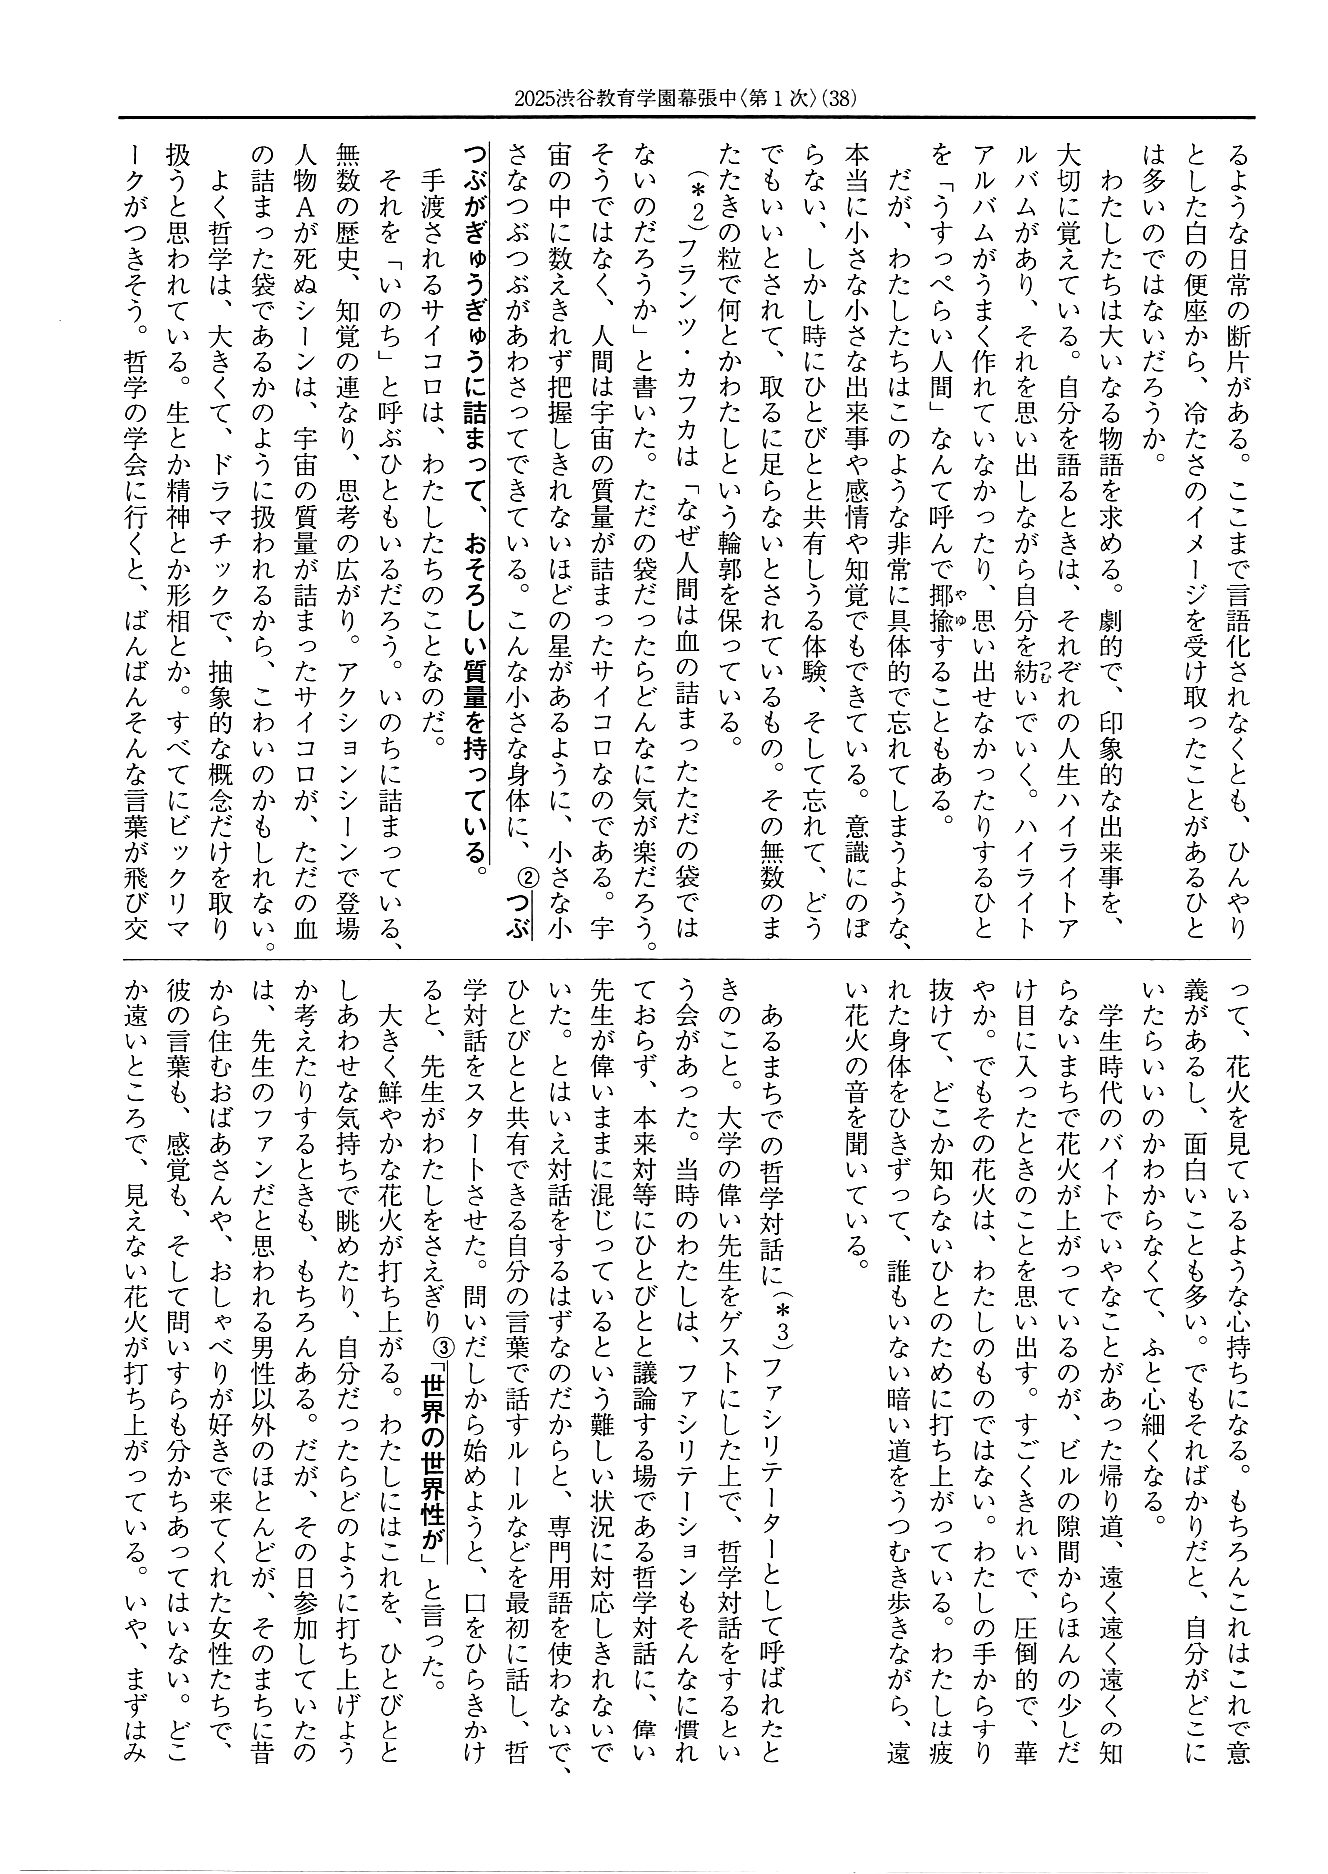 2025渋谷教育学園幕張中〈第1次〉(38)
るような日常の断片がある。ここまで言語化されなくとも、ひんやり
とした白の便座から、冷たさのイメージを受け取ったことがあるひと
は多いのではないだろうか。
わたしたちは大いなる物語を求める。劇的で、印象的な出来事を、
大切に覚えている。自分を語るときは、それぞれの人生ハイライトア
ルバムがあり、それを思い出しながら自分を紡いでいく。ハイライト
アルバムがうまく作れていなかったり、思い出せなかったりするひと
を「うすっぺらい人間」なんて呼んで揶揄することもある。
だが、わたしたちはこのような非常に具体的で忘れてしまうような、
本当に小さな小さな出来事や感情や知覚でもできている。意識にのぼ
らない、しかし時にひとびとと共有しうる体験、そして忘れて、どう
でもいいとされて、取るに足らないとされているもの。その無数のま
たたきの粒で何とかわたしという輪郭を保っている。
(*2)フランツ・カフカは「なぜ人間は血の詰まったただの袋では
ないのだろうか」と書いた。ただの袋だったらどんなに気が楽だろう。
そうではなく、人間は宇宙の質量が詰まったサイコロなのである。宇
宙の中に数えきれず把握しきれないほどの星があるように、小さな小
さなつぶつぶがあわさってできている。こんな小さな身体に、②つぶ
つぶがぎゅうぎゅうに詰まって、おそろしい質量を持っている。
手渡されるサイコロは、わたしたちのことなのだ。
それを「いのち」と呼ぶひともいるだろう。いのちに詰まっている、
無数の歴史、知覚の連なり、思考の広がり。アクションシーンで登場
人物Aが死ぬシーンは、宇宙の質量が詰まったサイコロが、ただの血
の詰まった袋であるかのように扱われるから、こわいのかもしれない。
よく哲学は、大きくて、ドラマチックで、抽象的な概念だけを取り
扱うと思われている。生とか精神とか形相とか。すべてにビックリマ
ークがつきそう。哲学の学会に行くと、ばんばんそんな言葉が飛び交
って、花火を見ているような心持ちになる。もちろんこれはこれで意
義があるし、面白いことも多い。でもそればかりだと、自分がどこに
いたらいいのかわからなくて、ふと心細くなる。
学生時代のバイトでいやなことがあった帰り道、遠く遠く遠くの知
らないまちで花火が上がっているのが、ビルの隙間からほんの少しだ
け目に入ったときのことを思い出す。すごくきれいで、圧倒的で、華
やか。でもその花火は、わたしのものではない。わたしの手からすり
抜けて、どこか知らないひとのために打ち上がっている。わたしは疲
れた身体をひきずって、誰もいない暗い道をうつむき歩きながら、遠
い花火の音を聞いている。
あるまちでの哲学対話に(*3)ファシリテーターとして呼ばれたと
きのこと。大学の偉い先生をゲストにした上で、哲学対話をするとい
う会があった。当時のわたしは、ファシリテーションもそんなに慣れ
ておらず、本来対等にひとびとと議論する場である哲学対話に、偉い
先生が偉いままに混じっているという難しい状況に対応しきれないで
いた。とはいえ対話をするはずなのだからと、専門用語を使わないで、
ひとびとと共有できる自分の言葉で話すルールなどを最初に話し、哲
学対話をスタートさせた。問いだしから始めようと、口をひらきかけ
ると、先生がわたしをさえぎり③「世界の世界性が」と言った。
大きく鮮やかな花火が打ち上がる。わたしにはこれを、ひとびとと
しあわせな気持ちで眺めたり、自分だったらどのように打ち上げよう
か考えたりするときも、もちろんある。だが、その日参加していたの
は、先生のファンだと思われる男性以外のほとんどが、そのまちに昔
から住むおばあさんや、おしゃべりが好きで来てくれた女性たちで、
彼の言葉も、感覚も、そして問いすらも分かちあってはいない。どこ
か遠いところで、見えない花火が打ち上がっている。いや、まずはみ